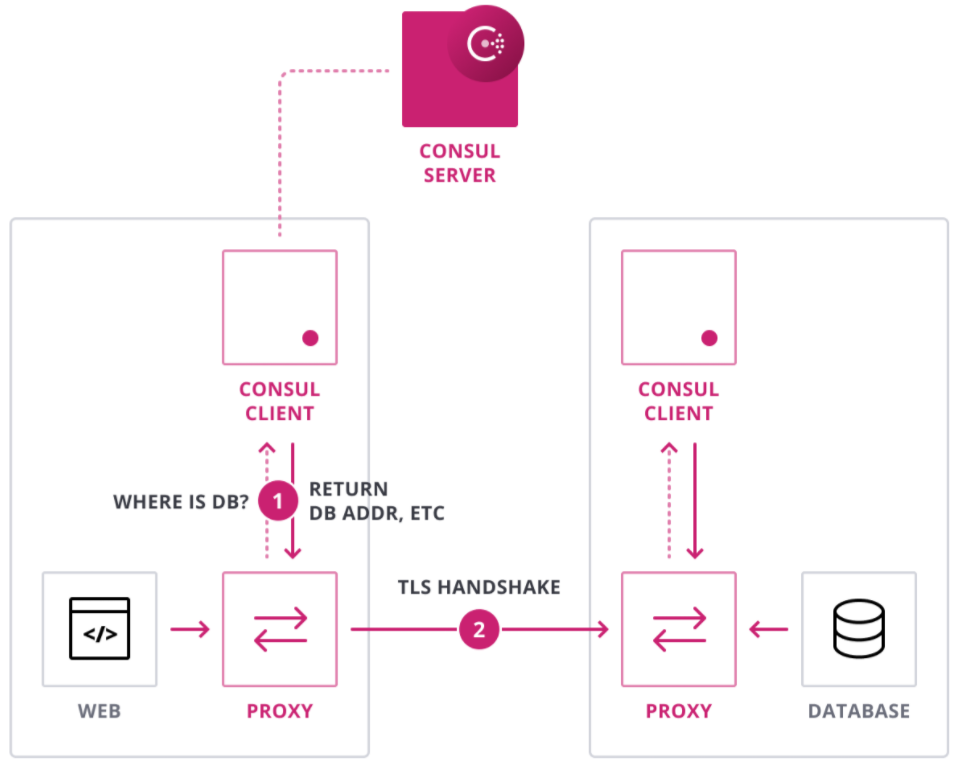 CONSUL
SERVER
CONSUL
CLIENT
CONSUL
CLIENT
WHERE IS DB?
1
RETURN
DB ADDR, ETC
TLS HANDSHAKE
2
</>
WEB
PROXY
PROXY
DATABASE